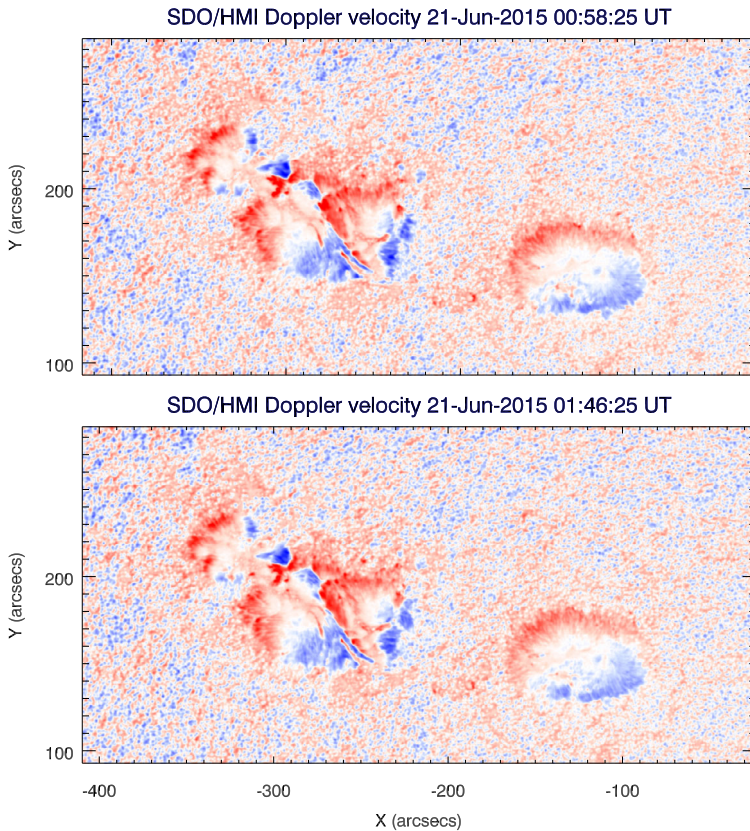 SDO/HMI Doppler velocity 21-Jun-2015 00:58:25 UT
200
100
Y (arcsecs)
SDO/HMI Doppler velocity 21-Jun-2015 01:46:25 UT
200
100
Y (arcsecs)
-400 -300 -200 -100
X (arcsecs)